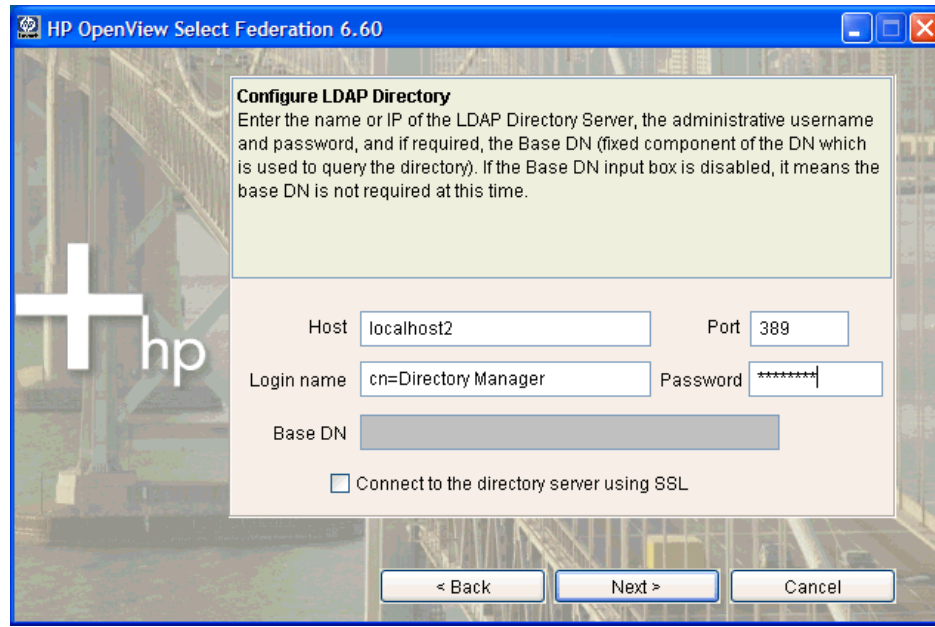 HP OpenView Select Federation 6.60
Configure LDAP Directory
Enter the name or IP of the LDAP Directory Server, the administrative username
and password, and if required, the Base DN (fixed component of the DN which
is used to query the directory). If the Base DN input box is disabled, it means the
base DN is not required at this time.
hp
Host localhost2 Port 389
Login name cn=Directory Manager Password ********
Base DN
Connect to the directory server using SSL
< Back Next > Cancel